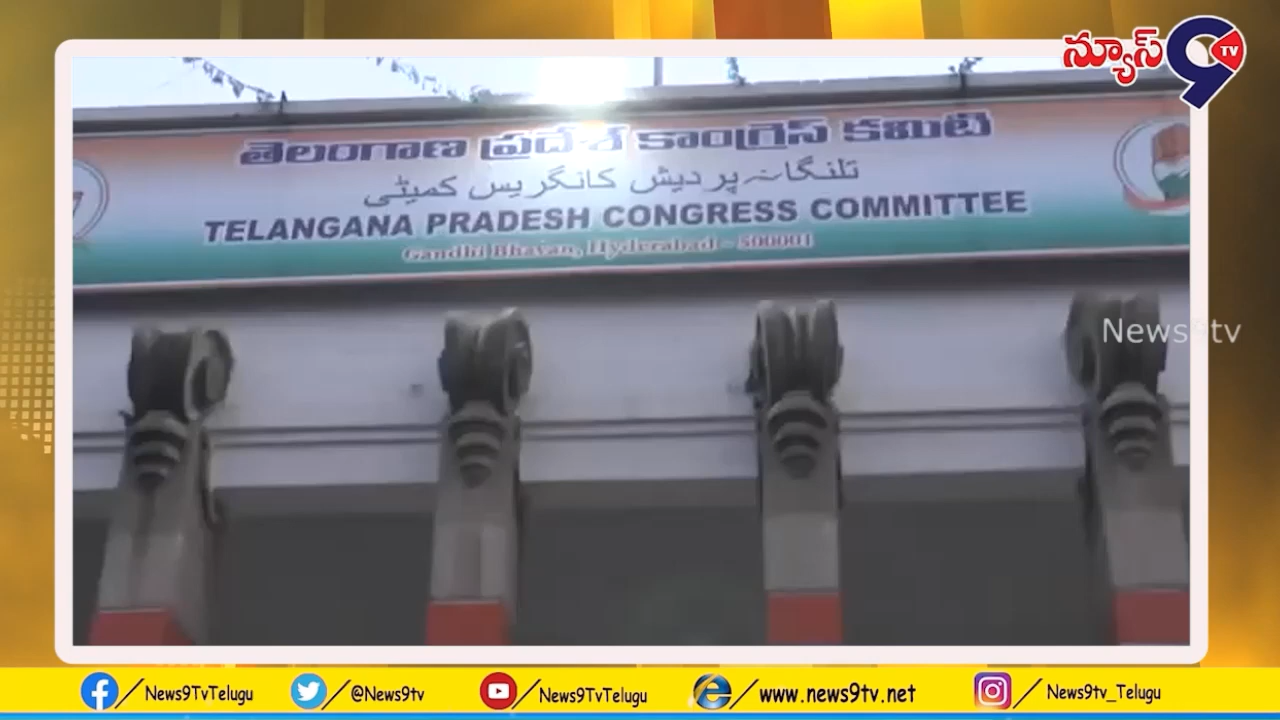 న్యూస్ 9 TV
తెలంగాణ ప్రదేశ్ కాంగ్రెస్ కమిటి
تلنگانہ پردیش کانگریس کمیٹی
TELANGANA PRADESH CONGRESS COMMITTEE
Gandhi Bhavan, Hyderabad - 500001
News9tv
News9TvTelugu @News9tv News9TvTelugu www.news9tv.net News9tv_Telugu